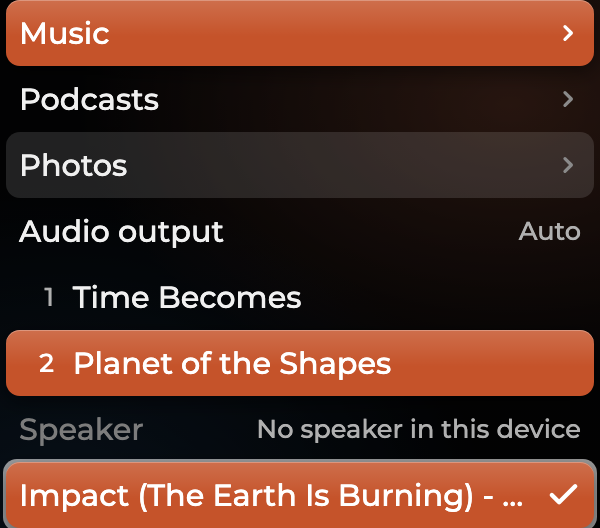 Music
Podcasts
Photos
Audio output Auto
1 Time Becomes
2 Planet of the Shapes
Speaker No speaker in this device
Impact (The Earth Is Burning) - ...